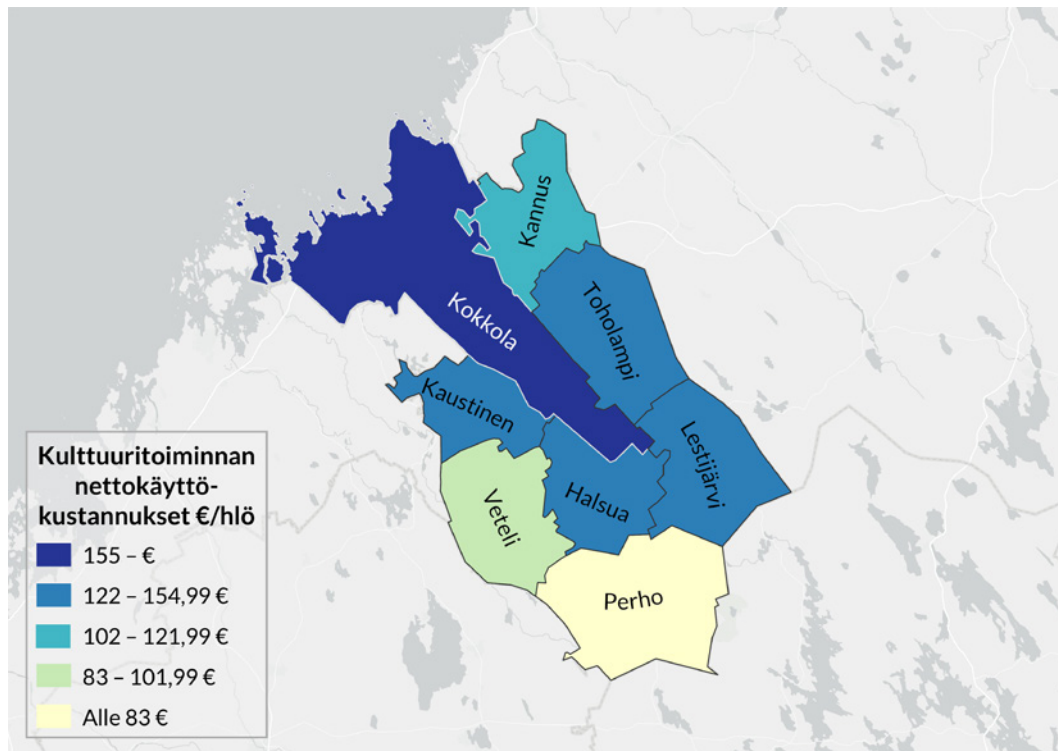 Kannus
Kokkola
Toholampi
Kaustinen
Lestijärvi
Halsua
Veteli
Perho
Kulttuuritoiminnan
nettokäyttö-
kustannukset €/hlö
155 – €
122 – 154,99 €
102 – 121,99 €
83 – 101,99 €
Alle 83 €